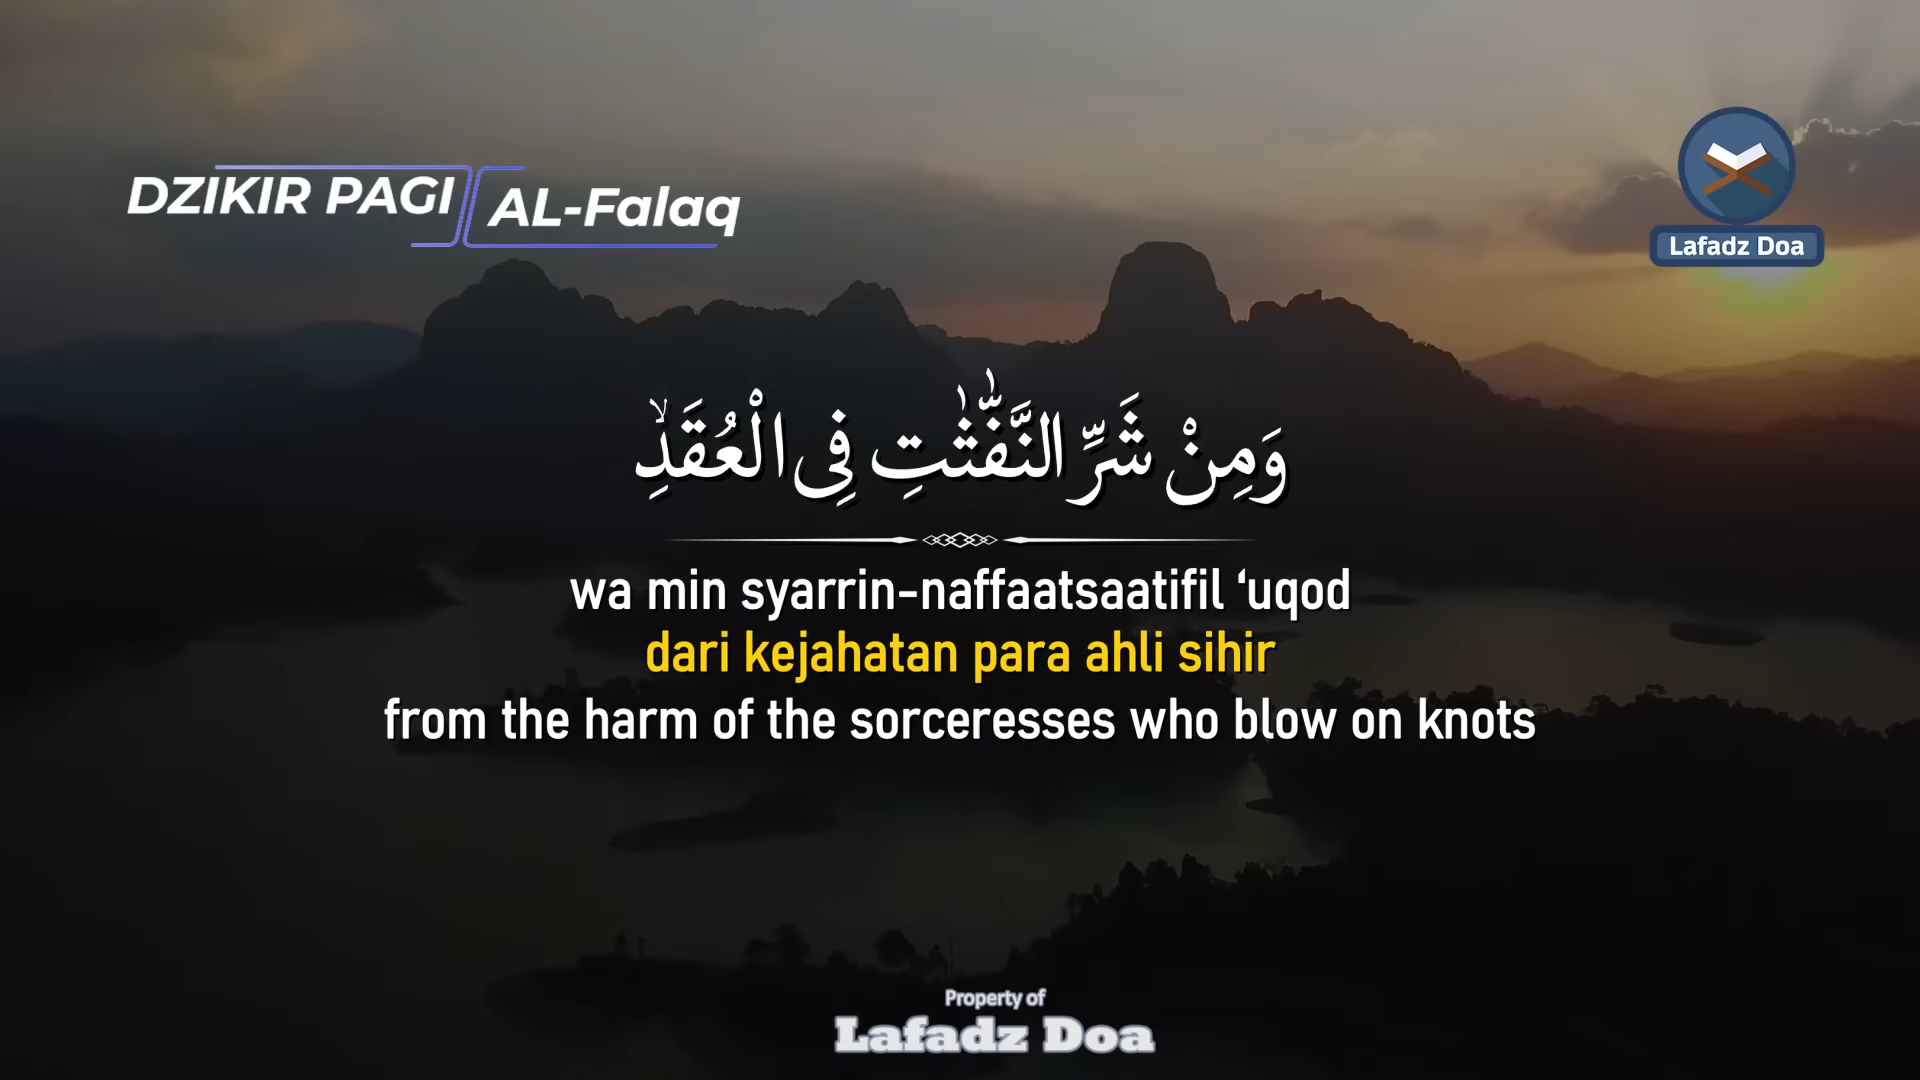 DZIKIR PAGI AL-Falaq
Lafadz Doa
وَمِنْ شَرِّ النَّفّٰثٰتِ فِى الْعُقَدِۙ
wa min syarrin-naffaatsaatifil ‘uqod
dari kejahatan para ahli sihir
from the harm of the sorceresses who blow on knots
Property of
Lafadz Doa